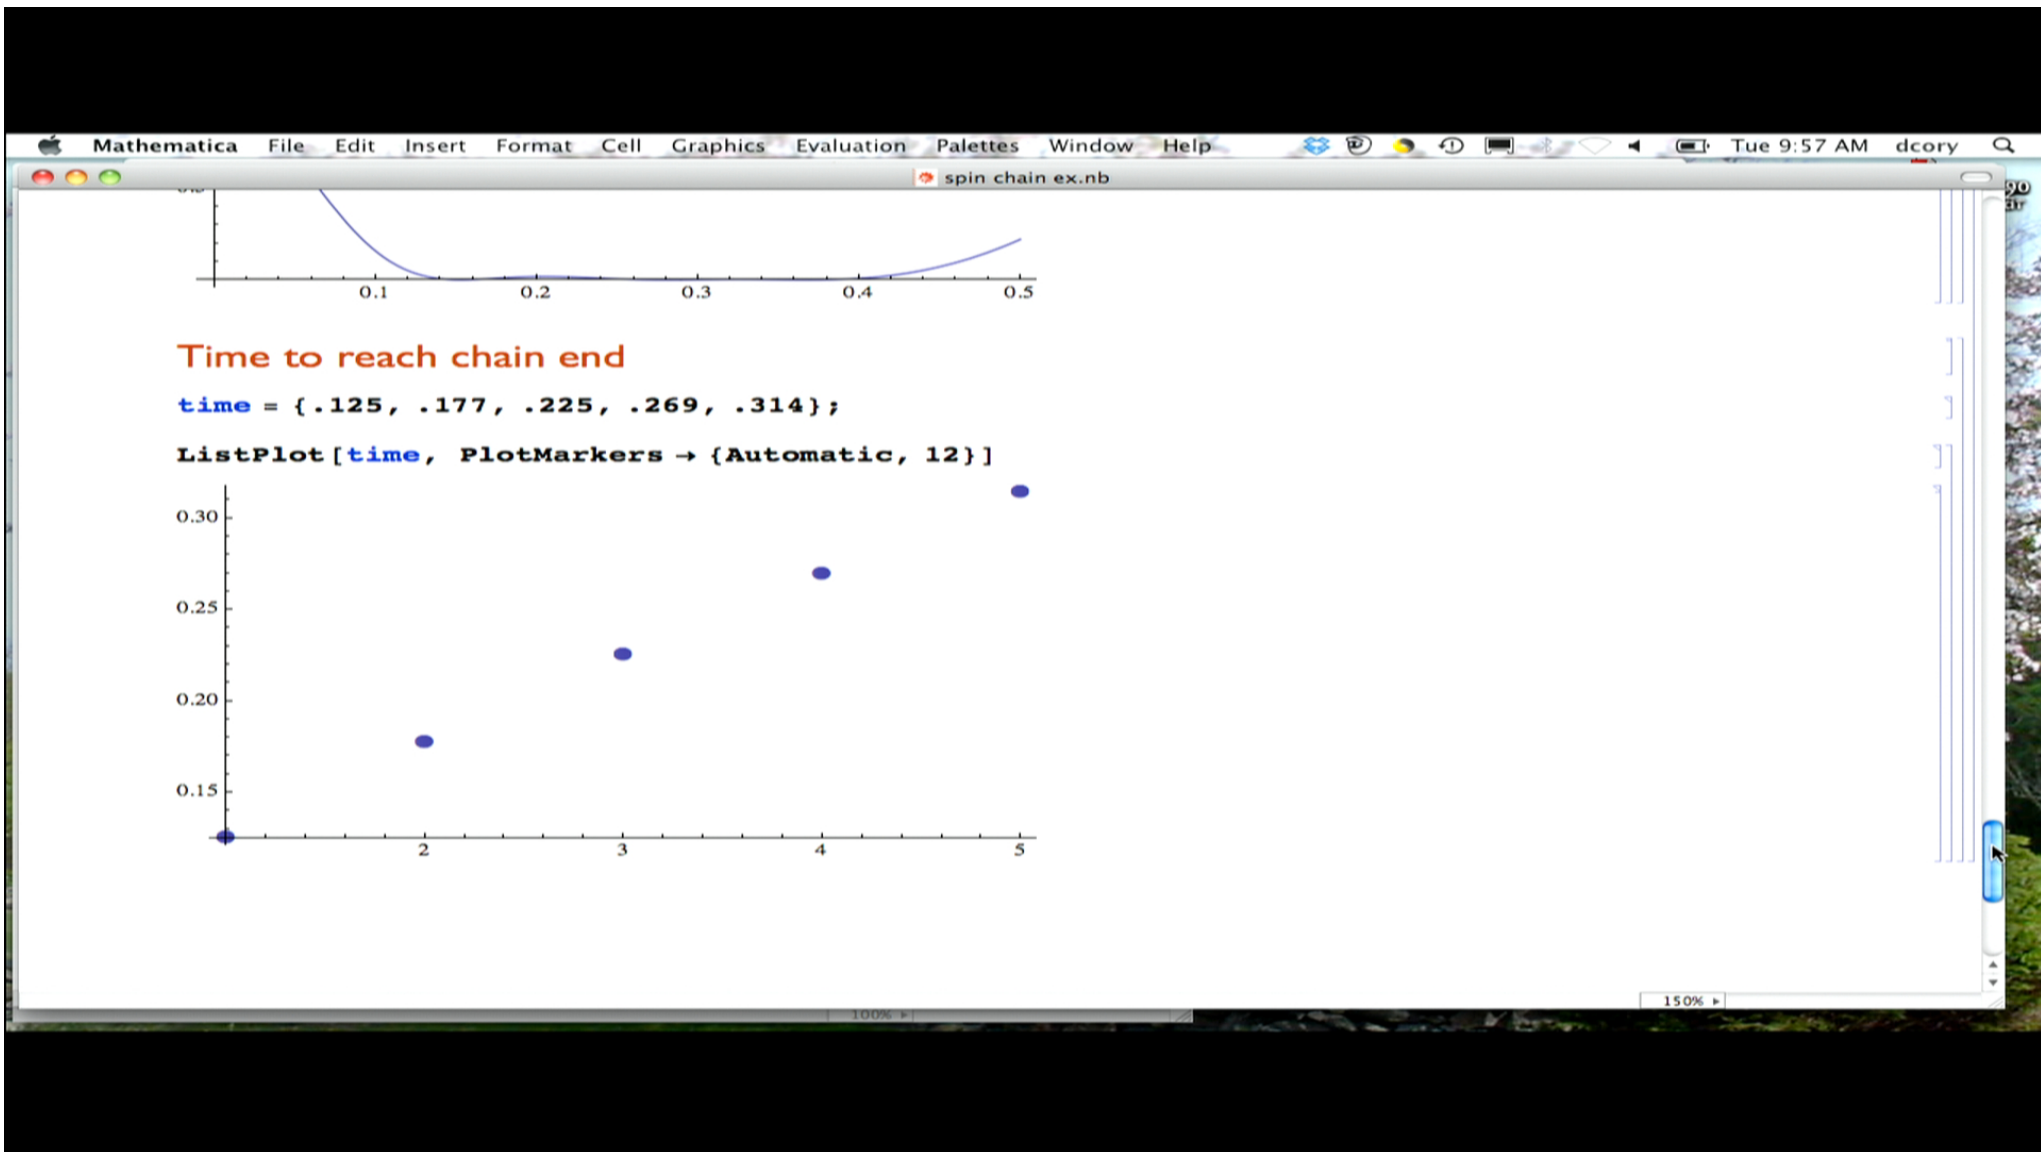 Mathematica File Edit Insert Format Cell Graphics Evaluation Palettes Window Help Tue 9:57 AM dcory
spin chain ex.nb
0.1 0.2 0.3 0.4 0.5
Time to reach chain end
time = {.125, .177, .225, .269, .314};
ListPlot[time, PlotMarkers → {Automatic, 12}]
0.30
0.25
0.20
0.15
2 3 4 5
150%
100%